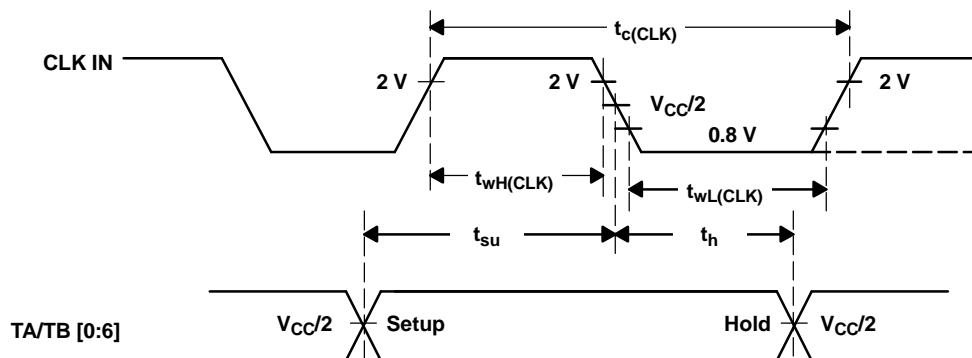 t_c(CLK)
CLK IN
2 V
2 V
2 V
V_CC/2
0.8 V
t_wH(CLK)
t_wL(CLK)
t_su
t_h
TA/TB [0:6]
V_CC/2
Setup
Hold
V_CC/2